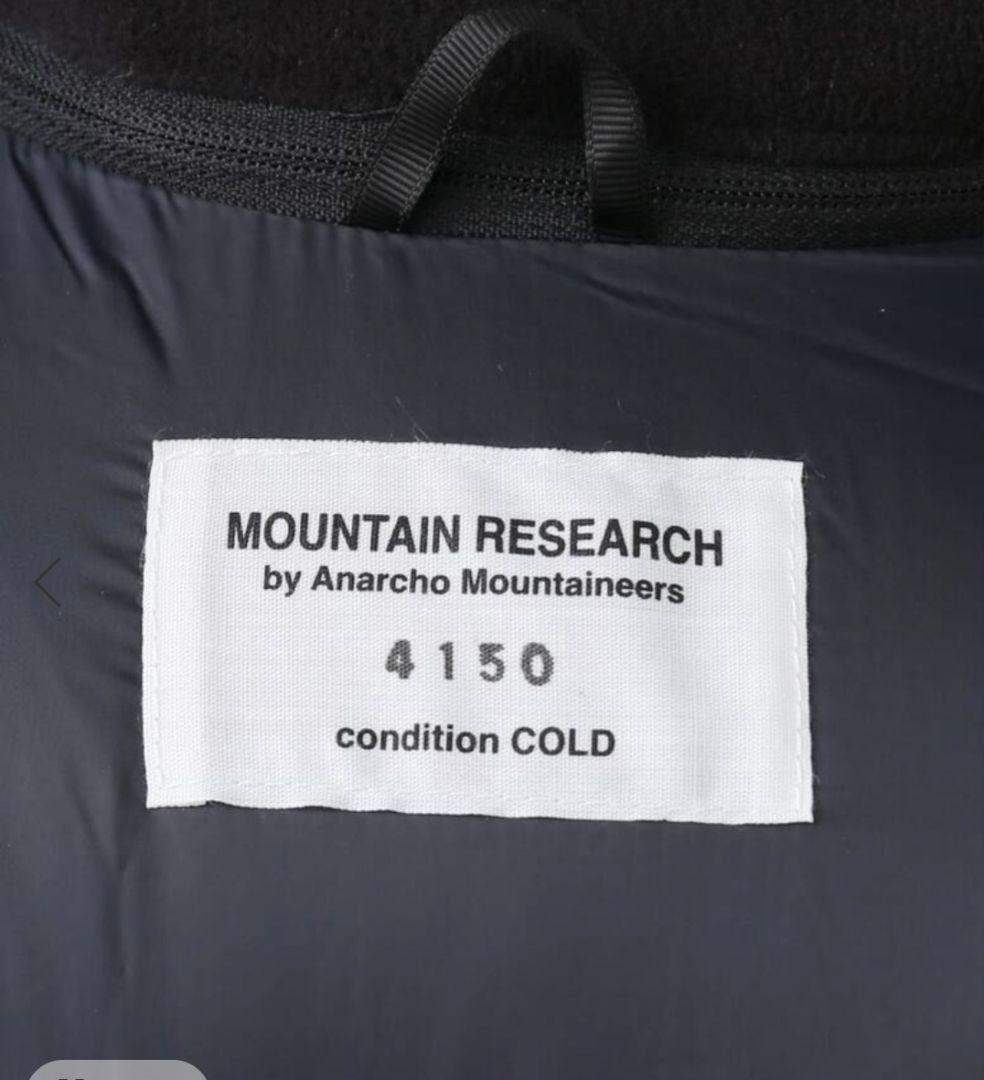 MOUNTAIN RESEARCH
by Anarcho Mountaineers
4150
condition COLD